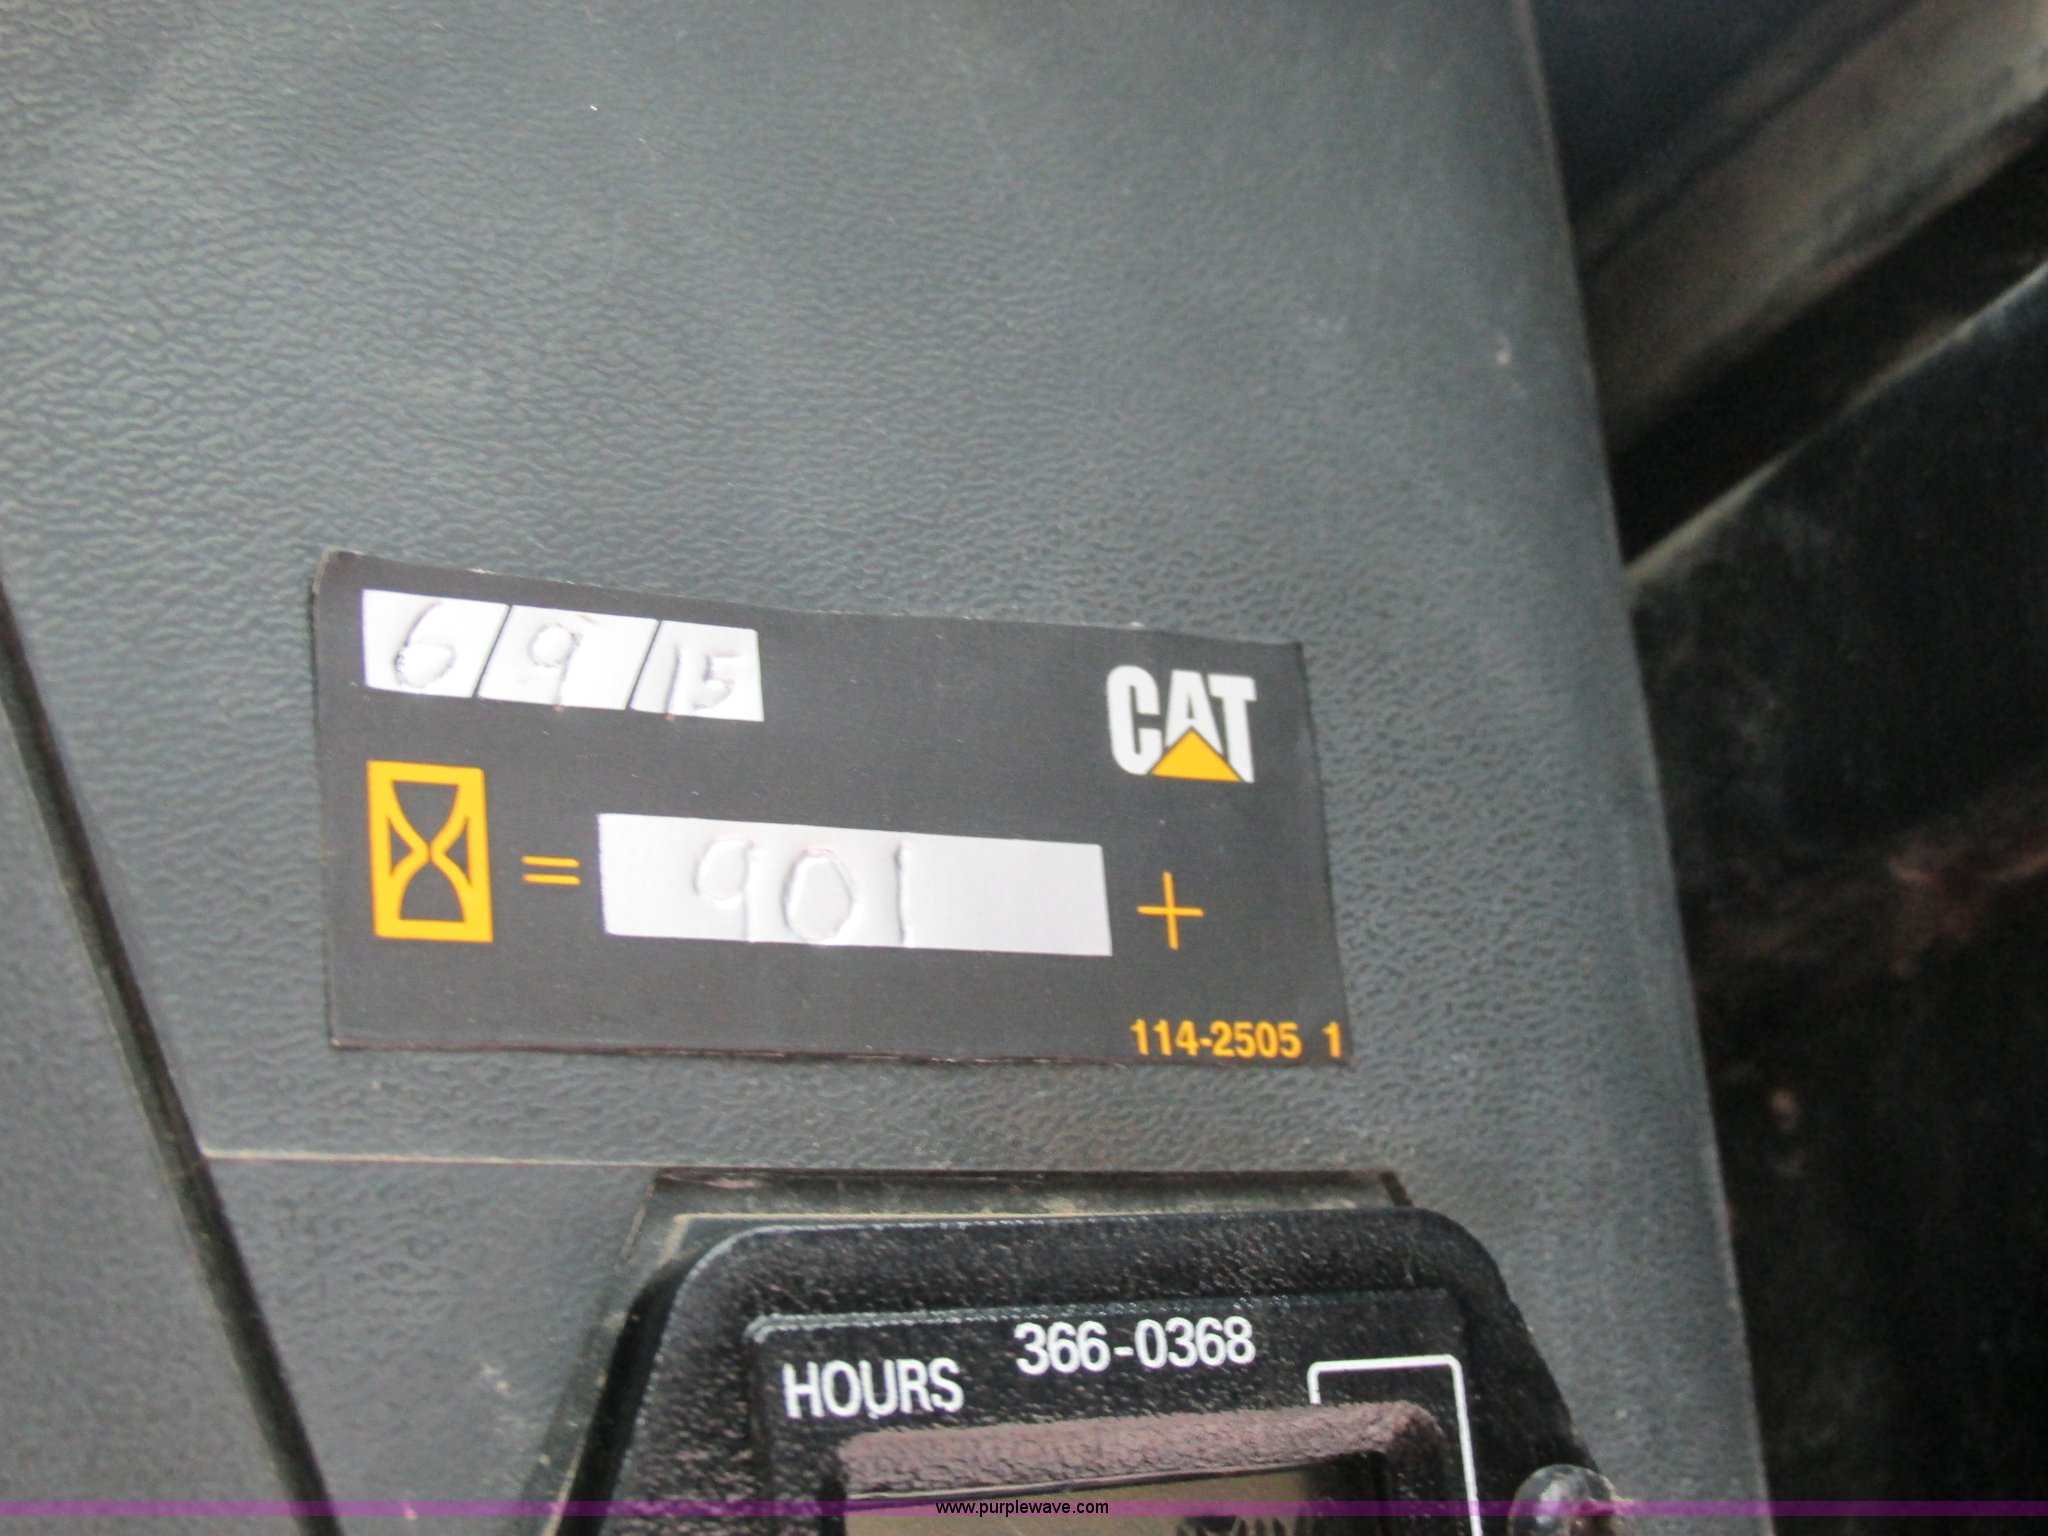 6/9/15
CAT
= 901 +
114-2505 1
366-0368
HOURS
www.purplewave.com